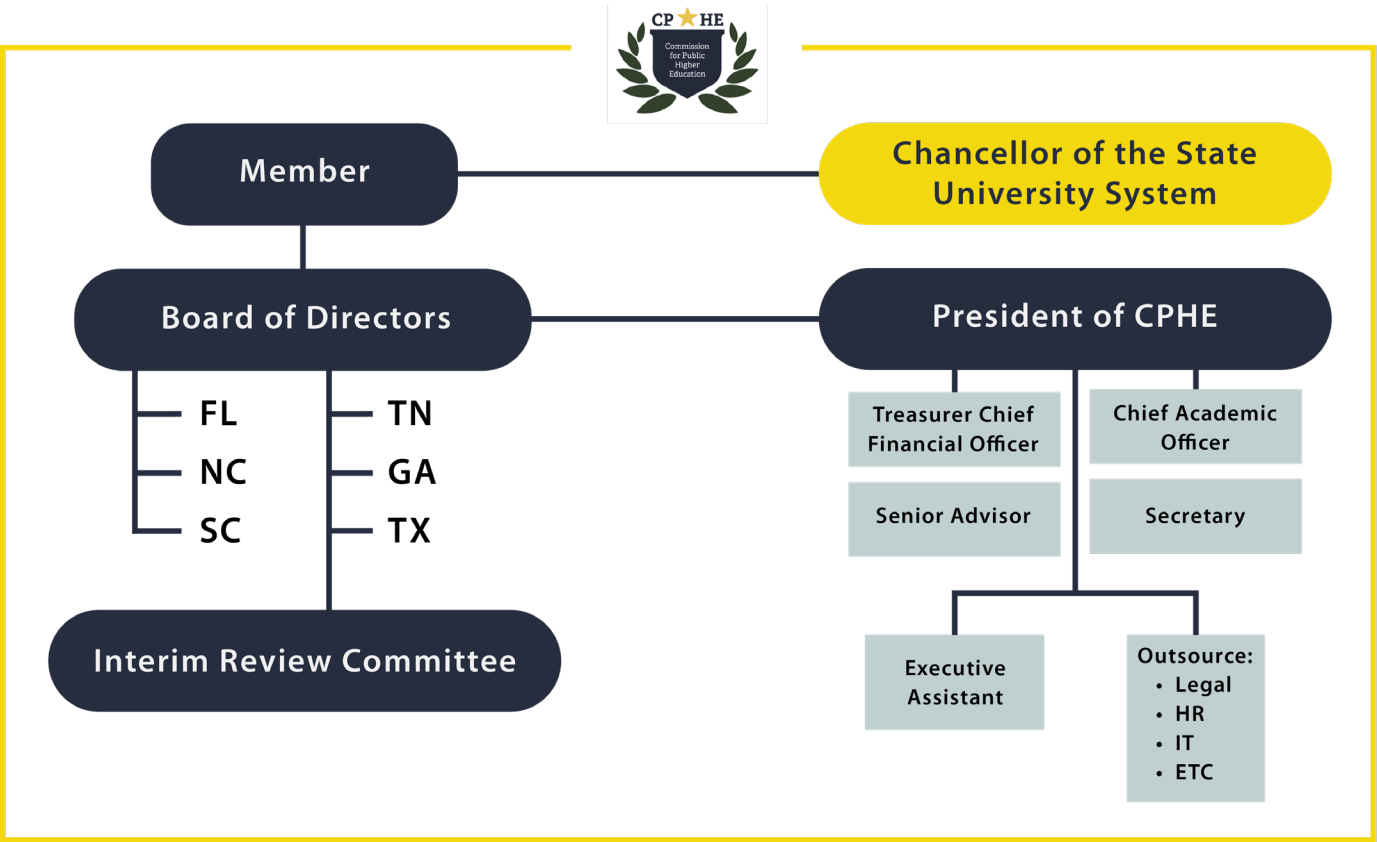 CP HE
Commission
for Public
Higher
Education
Member
Chancellor of the State
University System
Board of Directors
President of CPHE
FL
NC
SC
TN
GA
TX
Interim Review Committee
Treasurer Chief
Financial Officer
Chief Academic
Officer
Senior Advisor
Secretary
Executive
Assistant
Outsource:
• Legal
• HR
• IT
• ETC